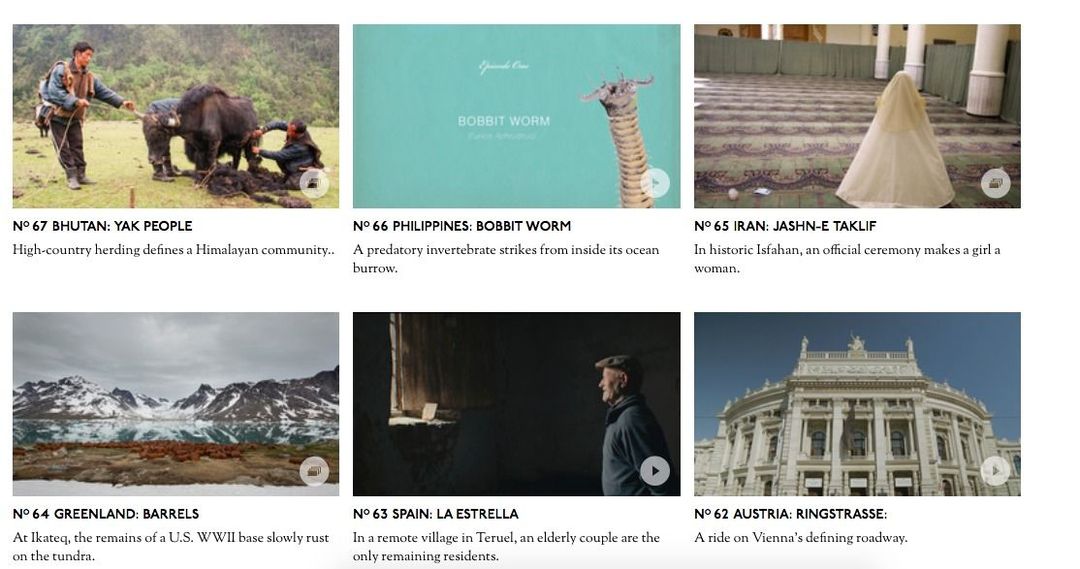 Episode One
BOBBIT WORM
Nº 67 BHUTAN: YAK PEOPLE
High-country herding defines a Himalayan community..
Nº 66 PHILIPPINES: BOBBIT WORM
A predatory invertebrate strikes from inside its ocean
burrow.
Nº 65 IRAN: JASHN-E TAKLIF
In historic Isfahan, an official ceremony makes a girl a
woman.
Nº 64 GREENLAND: BARRELS
At Ikateq, the remains of a U.S. WWII base slowly rust
on the tundra.
Nº 63 SPAIN: LA ESTRELLA
In a remote village in Teruel, an elderly couple are the
only remaining residents.
Nº 62 AUSTRIA: RINGSTRASSE:
A ride on Vienna's defining roadway.